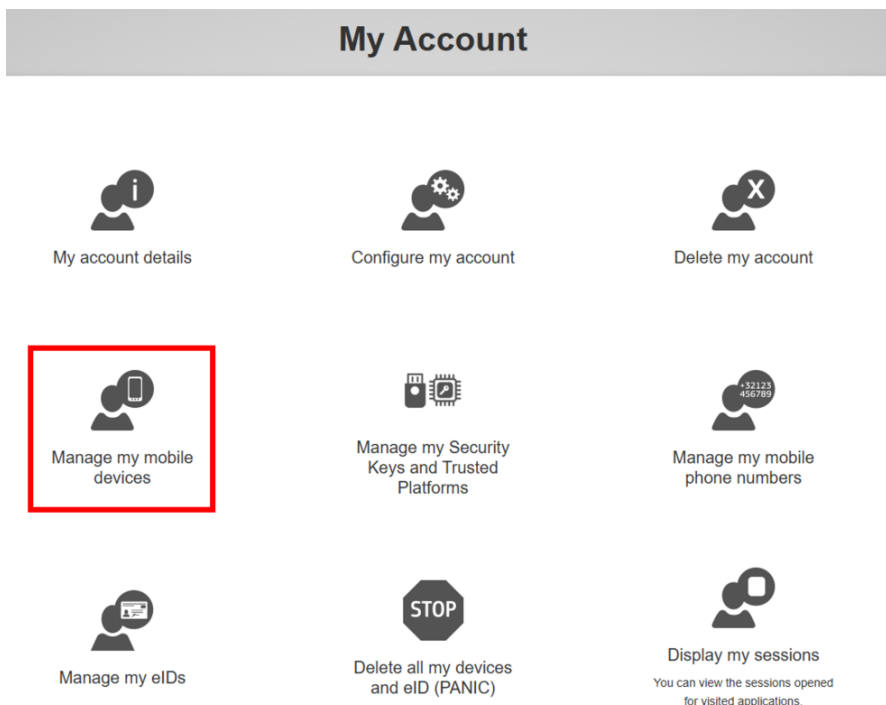 My Account
i
X
My account details
Configure my account
Delete my account
+32123
456789
Manage my mobile
devices
Manage my Security
Keys and Trusted
Platforms
Manage my mobile
phone numbers
STOP
Manage my eIDs
Delete all my devices
and eID (PANIC)
Display my sessions
You can view the sessions opened
for visited applications.